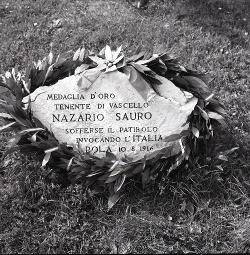 MEDAGLIA D'ORO
TENENTE DI VASCELLO
NAZARIO SAURO
SOFFERSE IL PATIBOLO
INVOCANDO L'ITALIA
POLA 10.8.1916